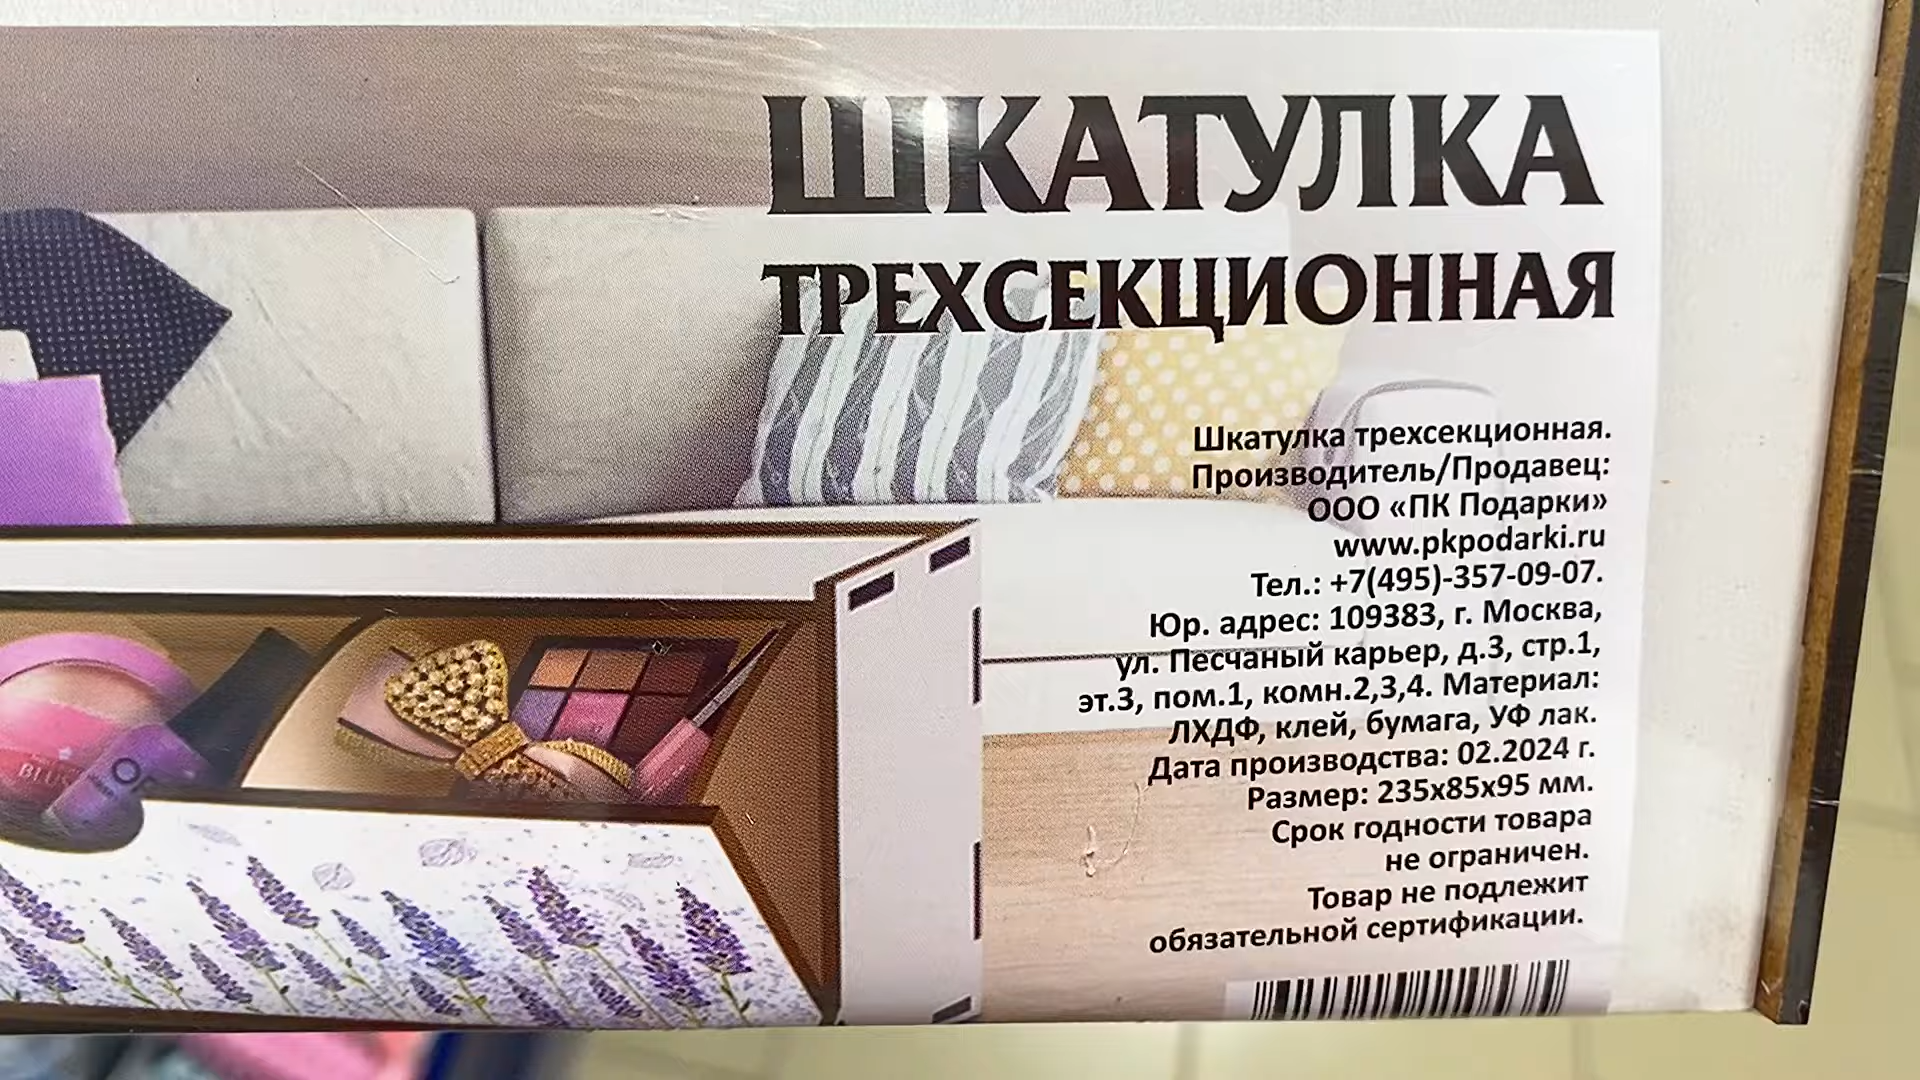 ШКАТУЛКА
ТРЕХСЕКЦИОННАЯ
Шкатулка трехсекционная.
Производитель/Продавец:
ООО «ПК Подарки»
www.pkpodarki.ru
Тел.: +7(495)-357-09-07.
Юр. адрес: 109383, г. Москва,
ул. Песчаный карьер, д.3, стр.1,
эт.3, пом.1, комн.2,3,4. Материал:
ЛХДФ, клей, бумага, УФ лак.
Дата производства: 02.2024 г.
Размер: 235х85х95 мм.
Срок годности товара
не ограничен.
Товар не подлежит
обязательной сертификации.